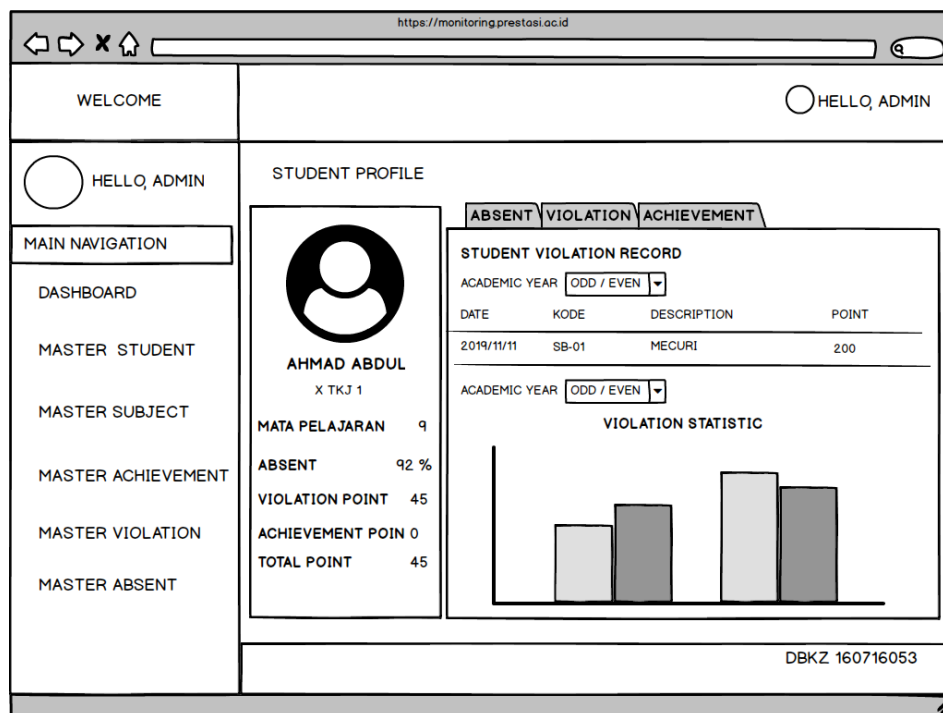 https://monitoring.prestasi.ac.id
WELCOME
HELLO, ADMIN
HELLO, ADMIN
MAIN NAVIGATION
DASHBOARD
MASTER STUDENT
MASTER SUBJECT
MASTER ACHIEVEMENT
MASTER VIOLATION
MASTER ABSENT
STUDENT PROFILE
AHMAD ABDUL
X TKJ 1
MATA PELAJARAN 9
ABSENT 92 %
VIOLATION POINT 45
ACHIEVEMENT POIN 0
TOTAL POINT 45
ABSENT VIOLATION ACHIEVEMENT
STUDENT VIOLATION RECORD
ACADEMIC YEAR ODD / EVEN
DATE KODE DESCRIPTION POINT
2019/11/11 SB-01 MECURI 200
ACADEMIC YEAR ODD / EVEN
VIOLATION STATISTIC
DBKZ 160716053